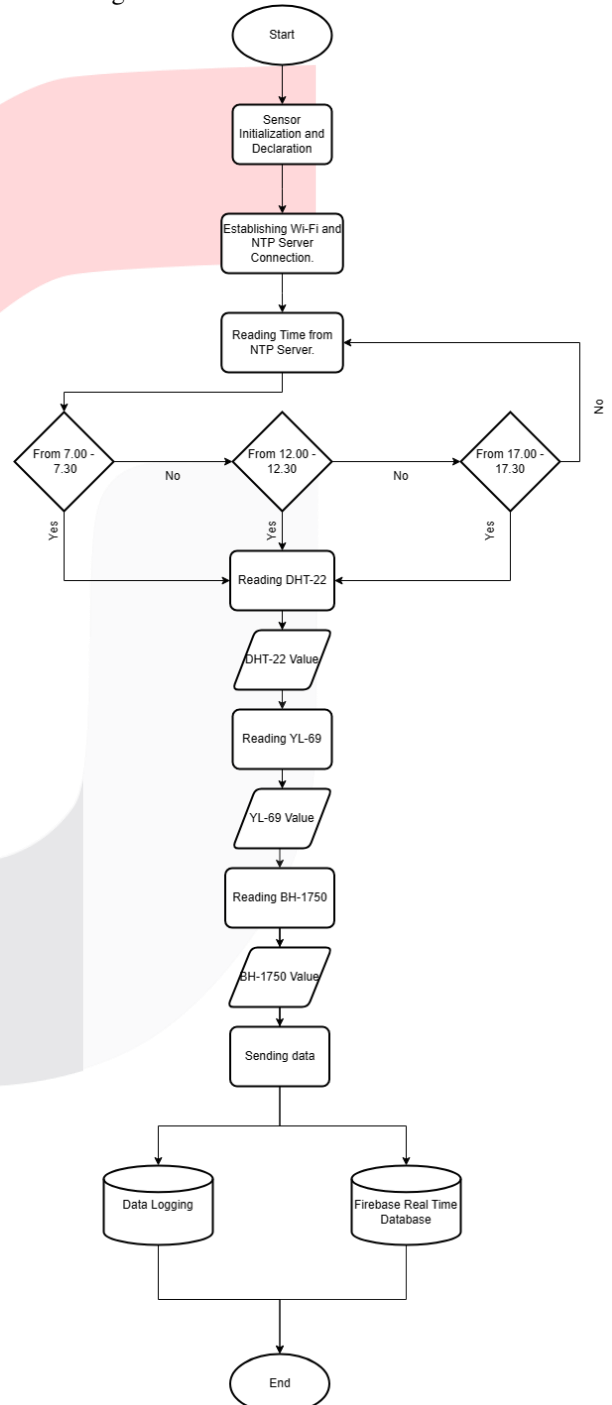 Start
Sensor
Initialization and
Declaration
Establishing Wi-Fi and
NTP Server
Connection.
Reading Time from
NTP Server.
No
From 7.00 -
7.30
No
From 12.00 -
12.30
No
From 17.00 -
17.30
Yes
Yes
Yes
Reading DHT-22
DHT-22 Value
Reading YL-69
YL-69 Value
Reading BH-1750
BH-1750 Value
Sending data
Data Logging
Firebase Real Time
Database
End